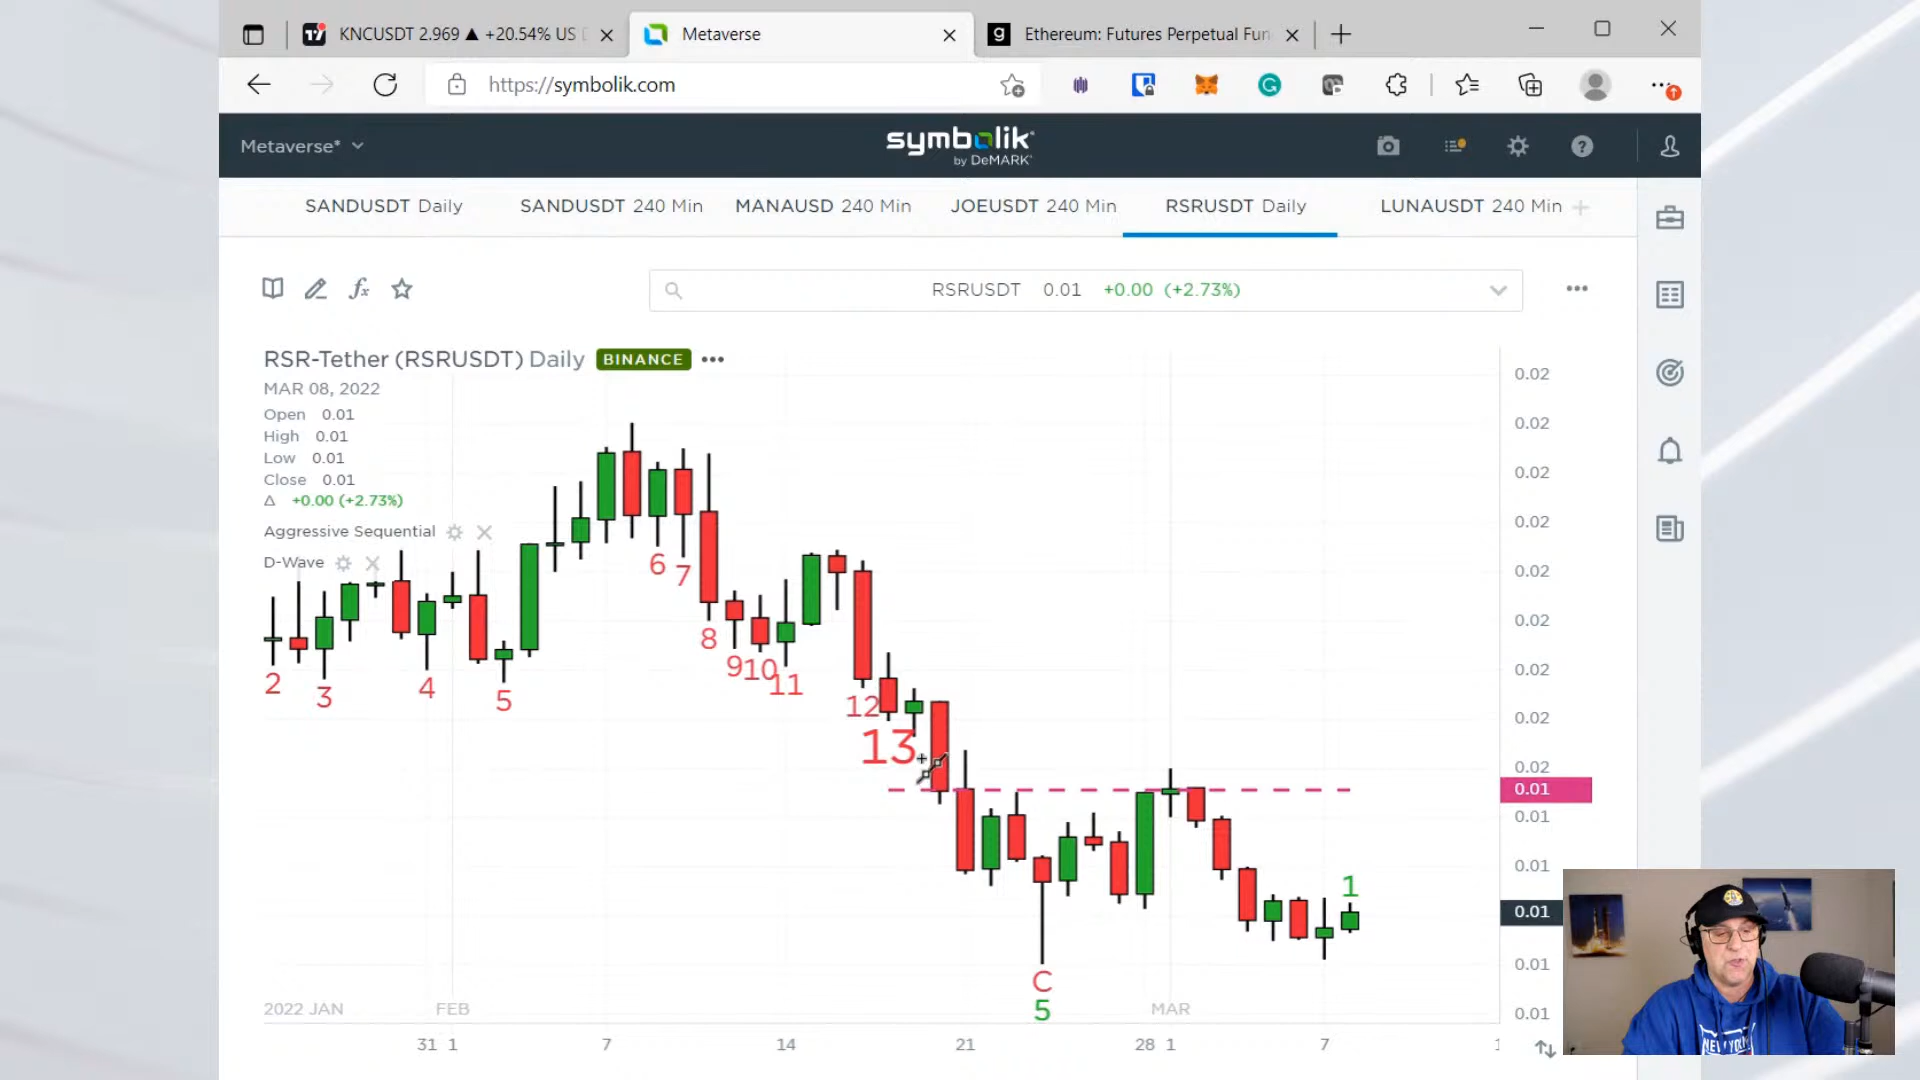 KNCUSDT 2.969 ▲ +20.54% US
Metaverse
Ethereum: Futures Perpetual Fun
https://symbolik.com
Metaverse*
symbolik
by DeMARK
SANDUSDT Daily
SANDUSDT 240 Min
MANAUSD 240 Min
JOEUSDT 240 Min
RSRUSDT Daily
LUNAUSDT 240 Min
RSRUSDT 0.01 +0.00 (+2.73%)
RSR-Tether (RSRUSDT) Daily BINANCE
MAR 08, 2022
Open 0.01
High 0.01
Low 0.01
Close 0.01
Δ +0.00 (+2.73%)
Aggressive Sequential
D-Wave
2
3
4
5
6
7
8
9
10
11
12
13
C
5
1
0.02
0.02
0.02
0.02
0.02
0.02
0.02
0.02
0.02
0.01
0.01
0.01
0.01
0.01
0.01
2022 JAN
FEB
MAR
31
1
7
14
21
28
1
7
1
NEW YORK